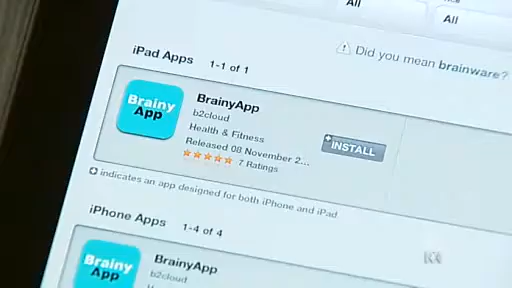 All
All
Did you mean brainware?
iPad Apps 1-1 of 1
Brainy
App
BrainyApp
b2cloud
Health & Fitness
Released 08 November 2...
7 Ratings
INSTALL
indicates an app designed for both iPhone and iPad
iPhone Apps 1-4 of 4
Brainy
App
BrainyApp
b2cloud